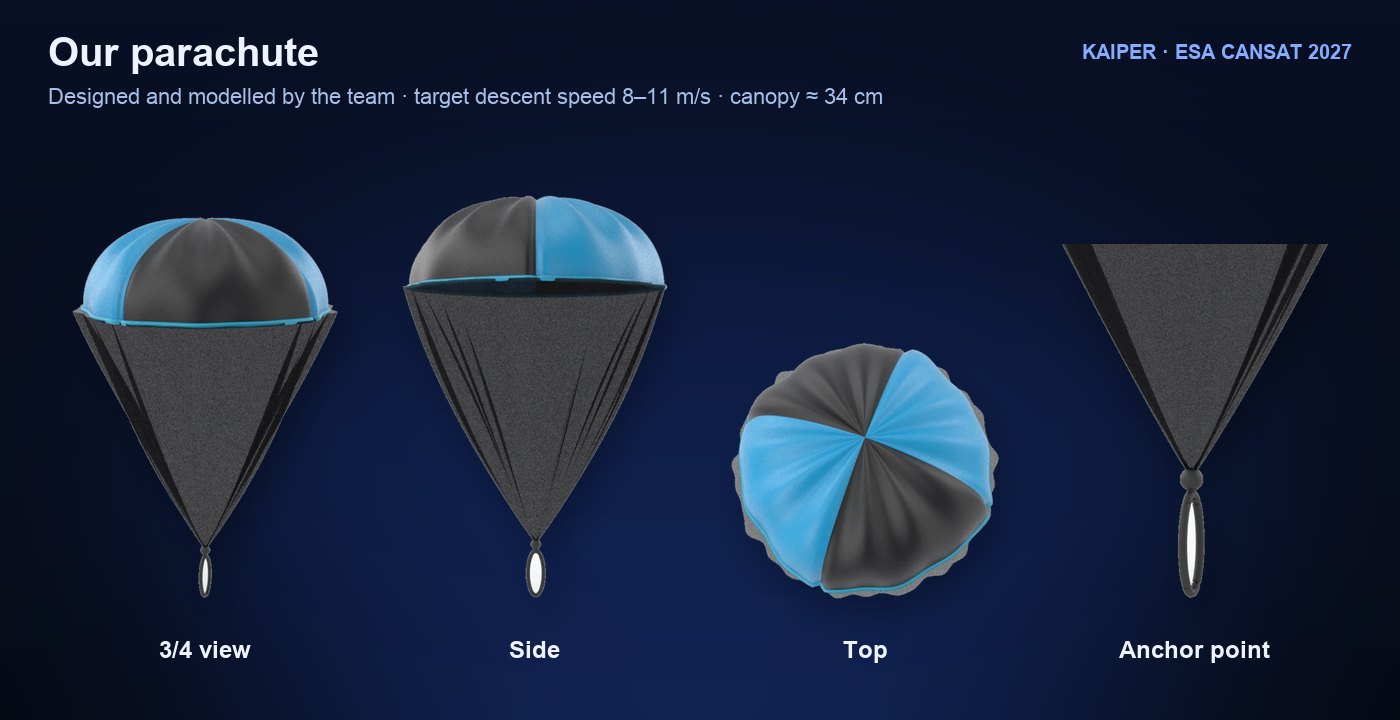 Our parachute
KAIPER · ESA CANSAT 2027
Designed and modelled by the team · target descent speed 8–11 m/s · canopy ≈ 34 cm
3/4 view
Side
Top
Anchor point